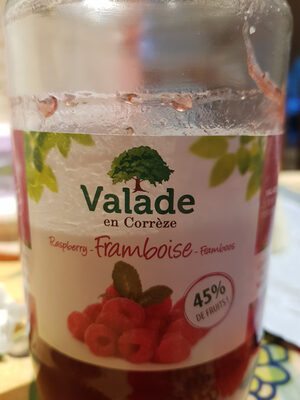 Valade
en Corrèze
Raspberry - Framboise - Framboos
45%
DE FRUITS !